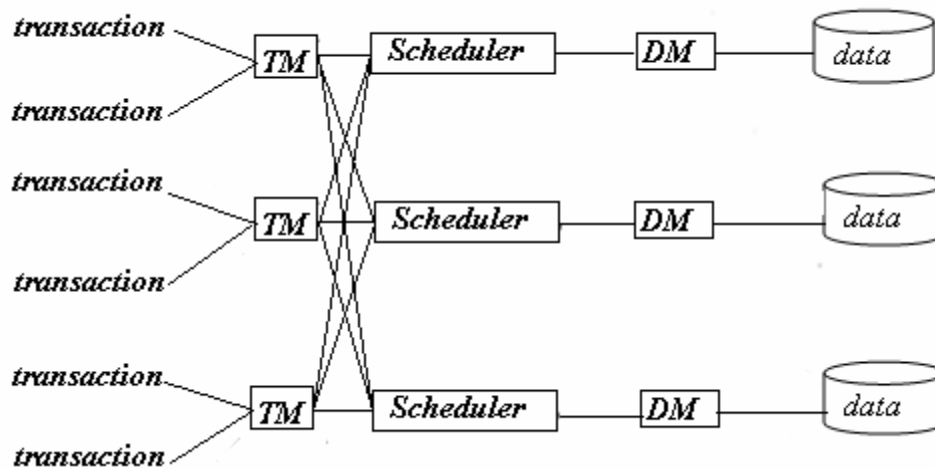 transaction
TM Scheduler DM data
transaction
transaction
TM Scheduler DM data
transaction
transaction
TM Scheduler DM data
transaction